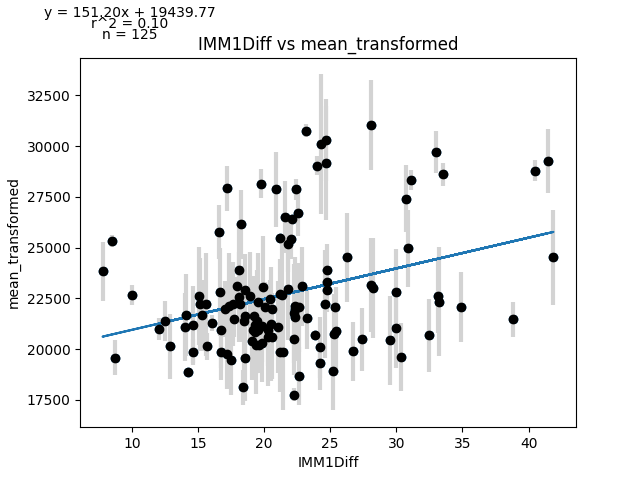 y = 151.20x + 19439.77
r^2 = 0.10
n = 125
IMM1Diff vs mean_transformed
32500
30000
27500
25000
22500
20000
17500
mean_transformed
10 15 20 25 30 35 40
IMM1Diff